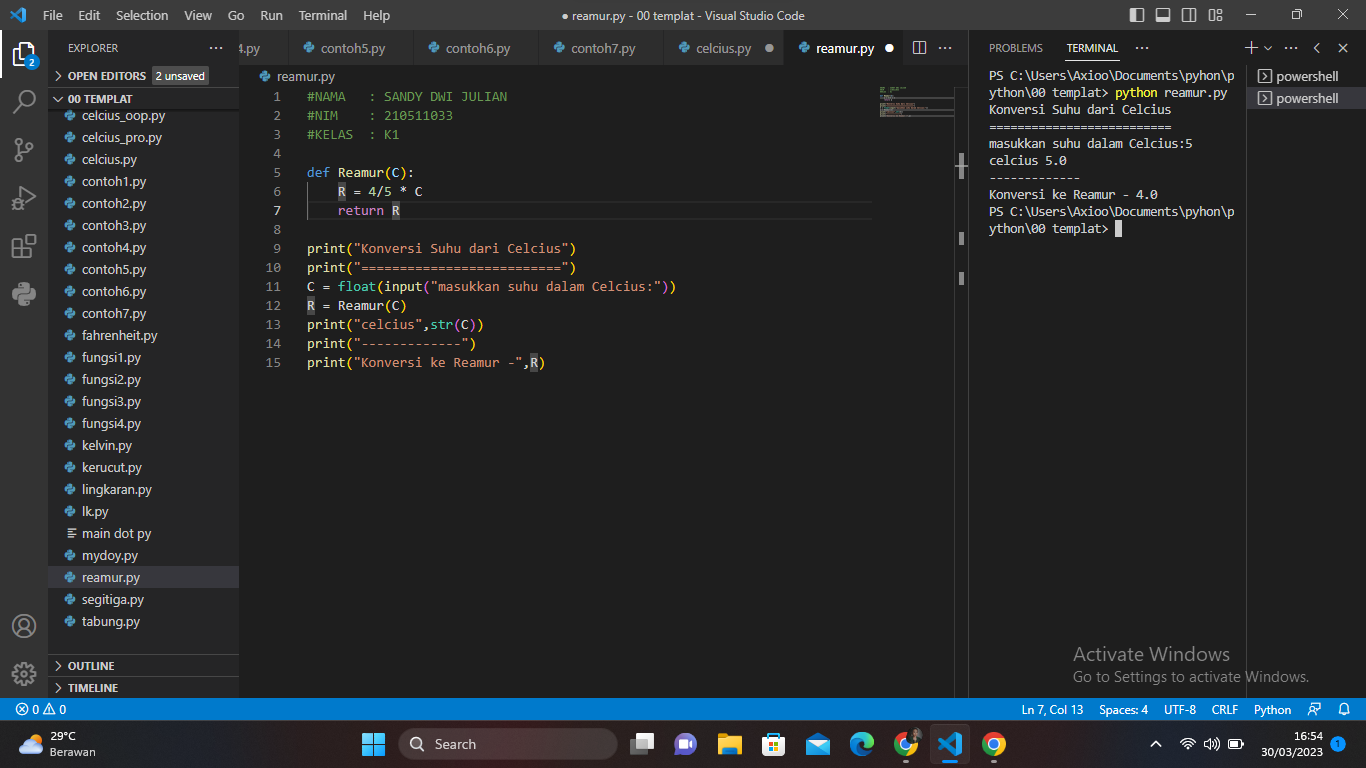 File Edit Selection View Go Run Terminal Help
● reamur.py - 00 templat - Visual Studio Code
EXPLORER
OPEN EDITORS 2 unsaved
00 TEMPLAT
celcius_oop.py
celcius_pro.py
celcius.py
contoh1.py
contoh2.py
contoh3.py
contoh4.py
contoh5.py
contoh6.py
contoh7.py
fahrenheit.py
fungsi1.py
fungsi2.py
fungsi3.py
fungsi4.py
kelvin.py
kerucut.py
lingkaran.py
lk.py
main dot py
mydoy.py
reamur.py
segitiga.py
tabung.py
OUTLINE
TIMELINE
2
4.py contoh5.py contoh6.py contoh7.py celcius.py ● reamur.py ●
reamur.py
1 #NAMA   : SANDY DWI JULIAN
2 #NIM    : 210511033
3 #KELAS  : K1
4
5 def Reamur(C):
6     R = 4/5 * C
7     return R
8
9 print("Konversi Suhu dari Celcius")
10 print("==========================")
11 C = float(input("masukkan suhu dalam Celcius:"))
12 R = Reamur(C)
13 print("celcius",str(C))
14 print("-------------")
15 print("Konversi ke Reamur -",R)
PROBLEMS TERMINAL
PS C:\Users\Axioo\Documents\pyhon\p
ython\00 templat> python reamur.py
Konversi Suhu dari Celcius
==========================
masukkan suhu dalam Celcius:5
celcius 5.0
-------------
Konversi ke Reamur - 4.0
PS C:\Users\Axioo\Documents\pyhon\p
ython\00 templat>
powershell
powershell
Activate Windows
Go to Settings to activate Windows.
0 0 Ln 7, Col 13 Spaces: 4 UTF-8 CRLF Python
29°C
Berawan
Search
16:54
30/03/2023
1